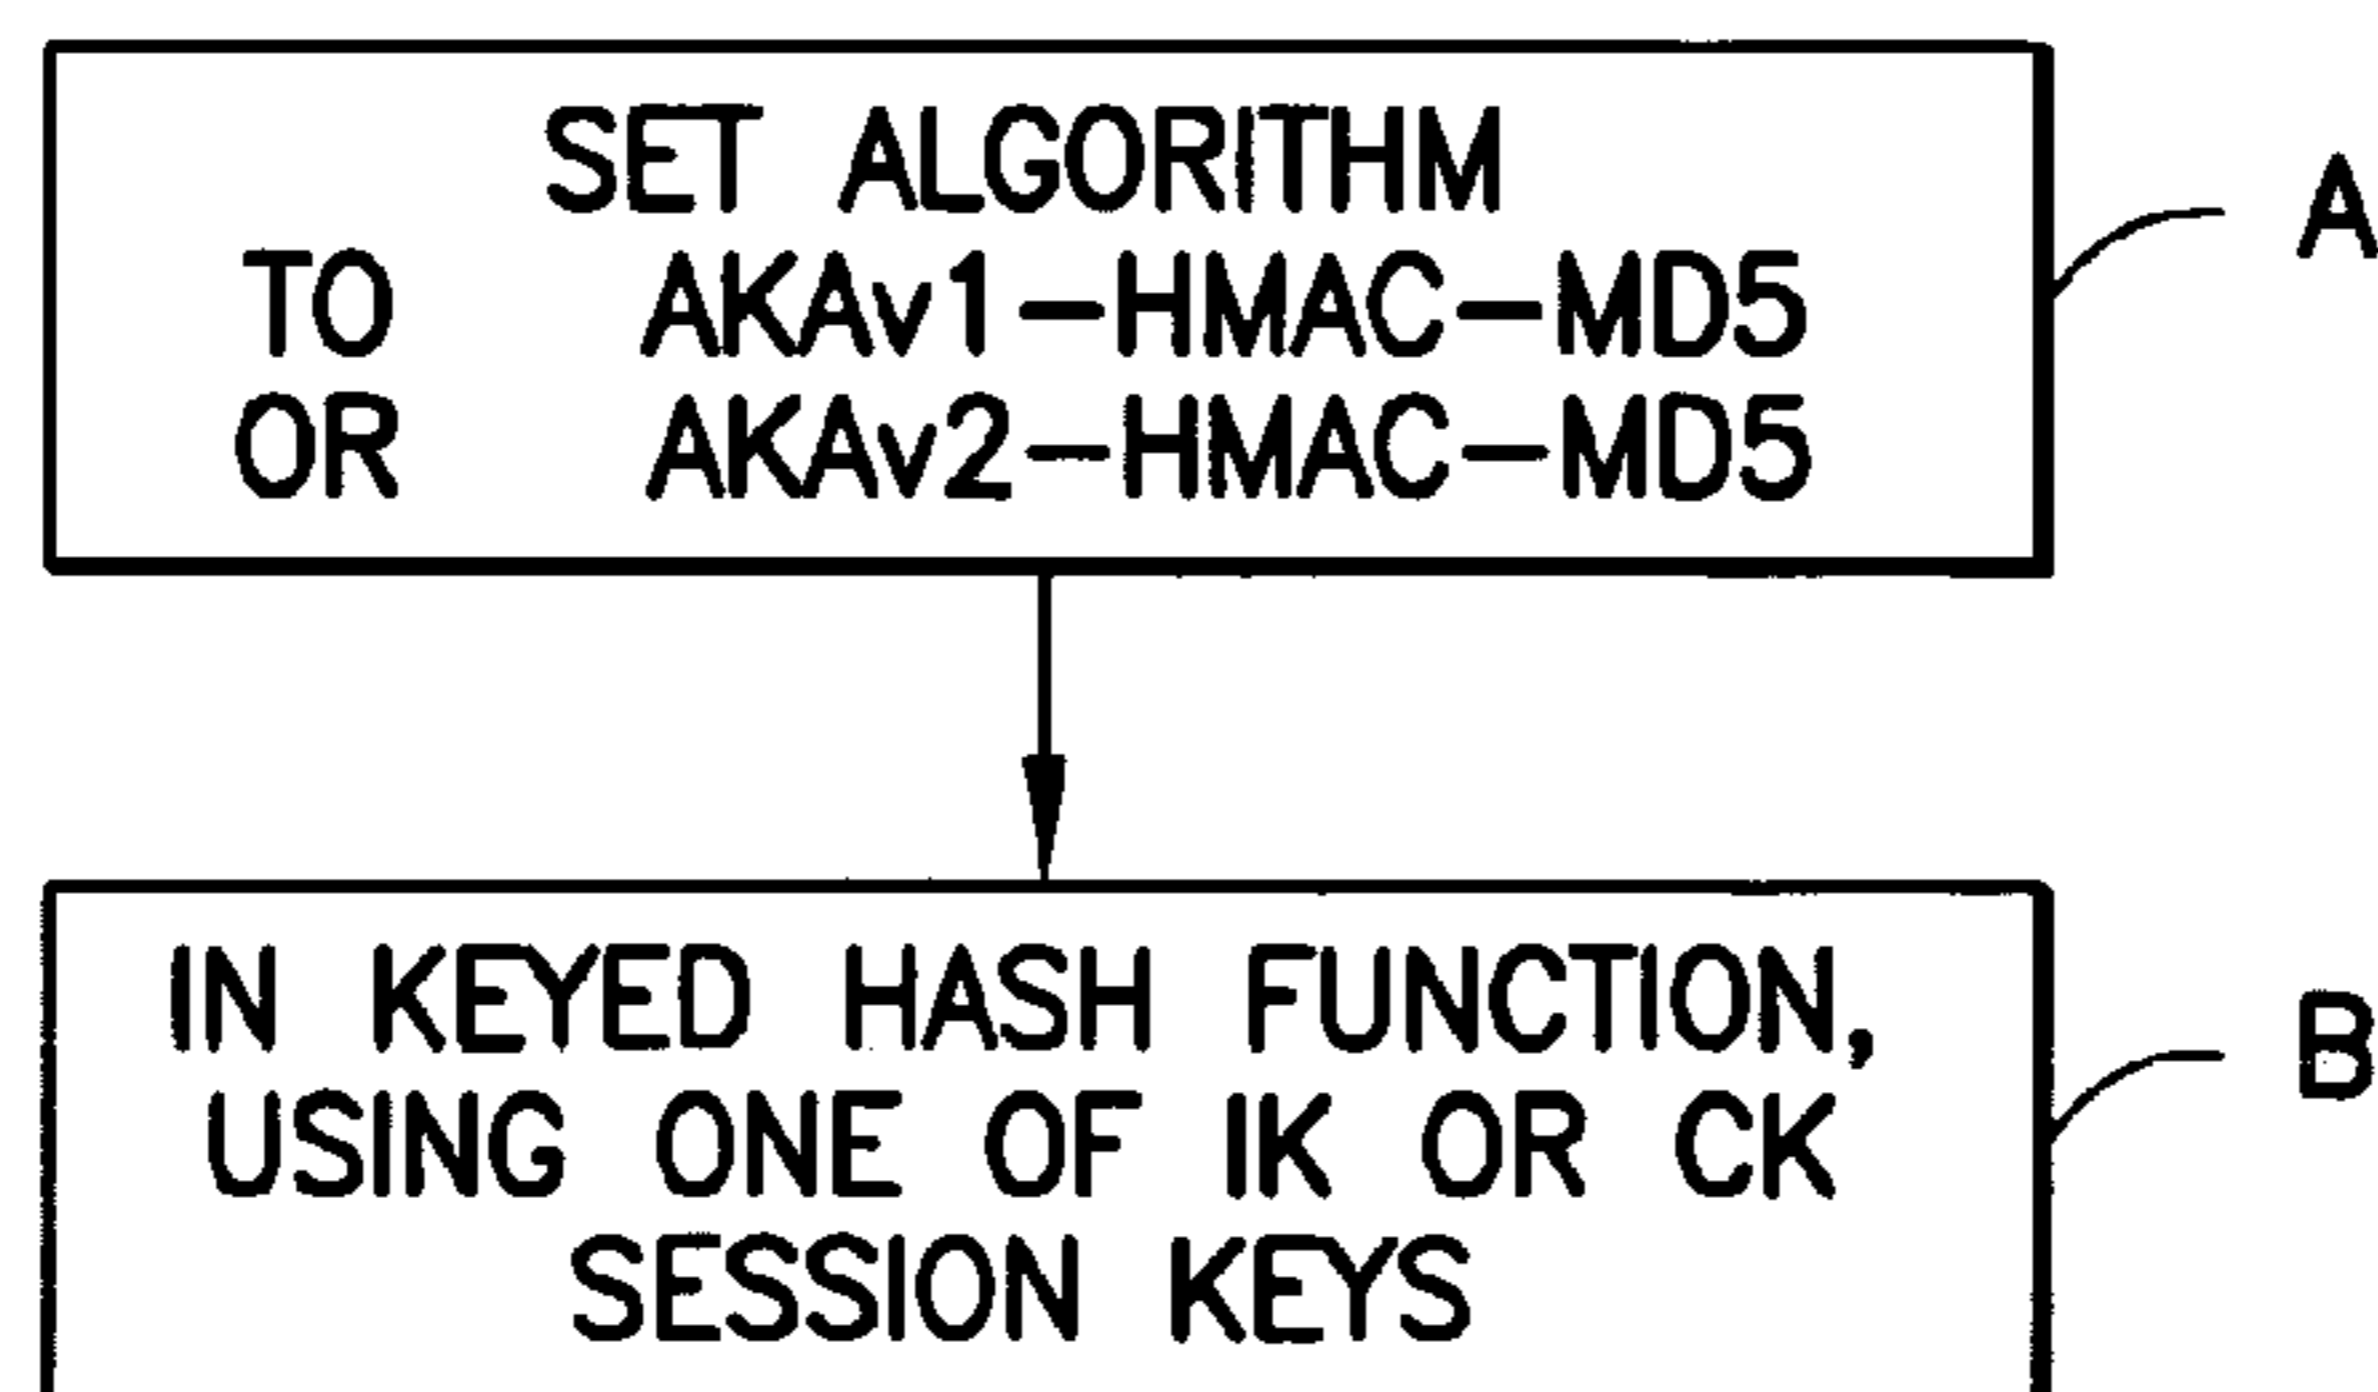 SET ALGORITHM
TO AKAv1-HMAC-MD5
OR AKAv2-HMAC-MD5
A
IN KEYED HASH FUNCTION,
USING ONE OF IK OR CK
SESSION KEYS
B